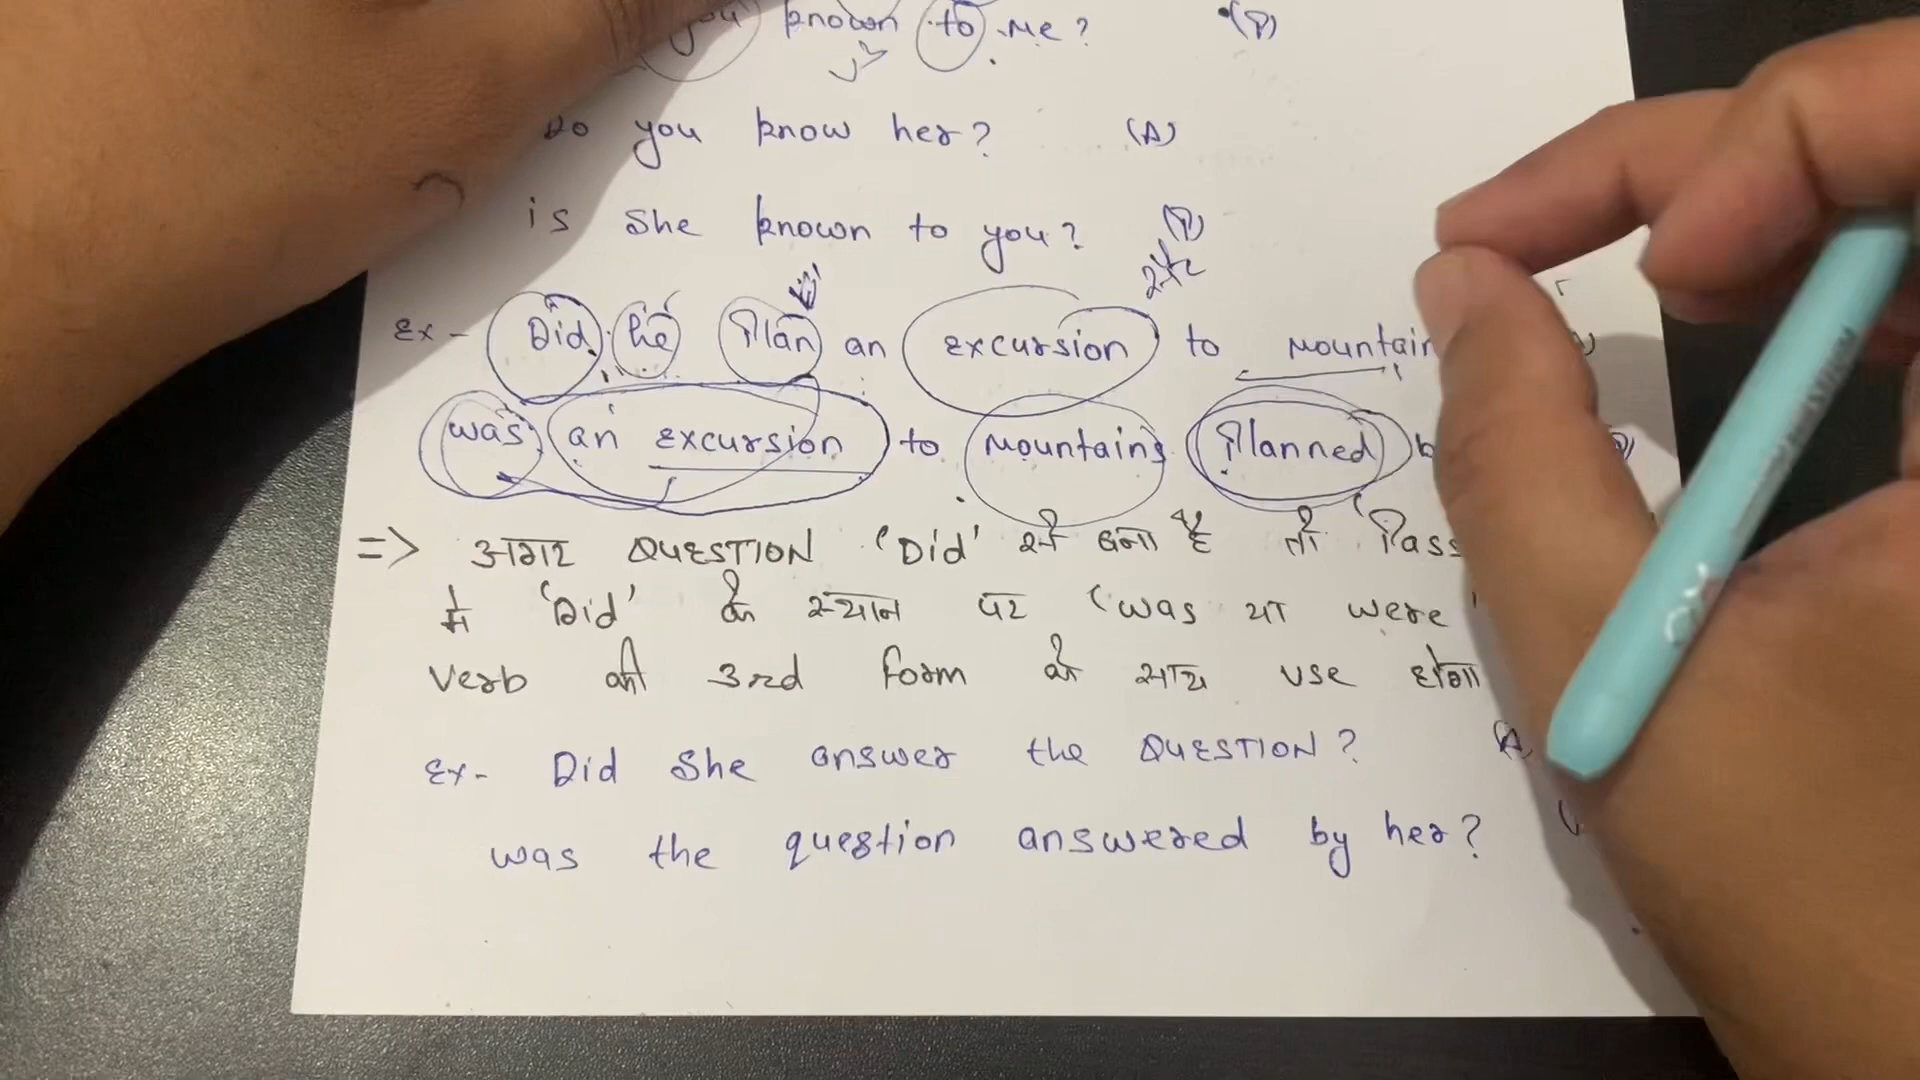 you known to me? (P)
Do you know her? (A)
is she known to you? (P)
Ex- Did he Plan an excursion to mountain
was an excursion to mountains Planned b
=> अगर QUESTION 'Did' से बना है तो 'Pass
में 'Did' के स्थान पर (was या were'
verb की 3rd form के साथ use होगा
Ex- Did she answer the QUESTION? (A)
was the question answered by her?